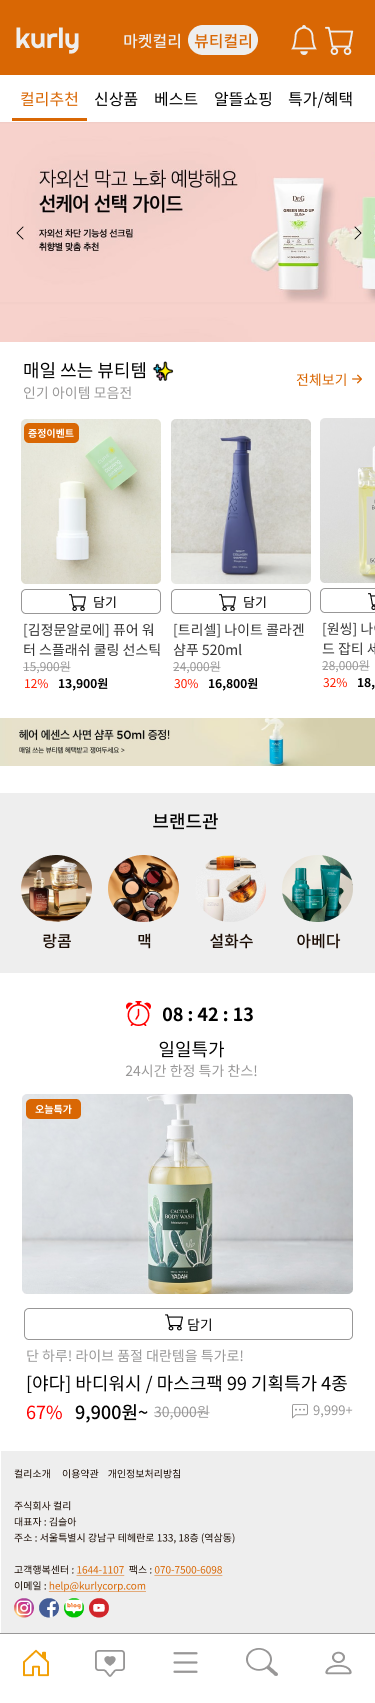 kurly 마켓컬리 뷰티컬리
컬리추천 신상품 베스트 알뜰쇼핑 특가/혜택
자외선 막고 노화 예방해요
선케어 선택 가이드
자외선 차단 기능성 선크림
취향별 맞춤 추천
Dr.G
GREEN MILD UP
SUN+
매일 쓰는 뷰티템
인기 아이템 모음전
전체보기 →
증정이벤트
담기
담기
[김정문알로에] 퓨어 워
터 스플래쉬 쿨링 선스틱
15,900원
12% 13,900원
[트리셀] 나이트 콜라겐
샴푸 520ml
24,000원
30% 16,800원
[원씽] 나
드 잡티 세
28,000원
32% 18,
헤어 에센스 사면 샴푸 50ml 증정!
매일 쓰는 뷰티템 혜택받고 쟁여두세요 >
브랜드관
랑콤 맥 설화수 아베다
08 : 42 : 13
일일특가
24시간 한정 특가 찬스!
오늘특가
CACTUS
BODY WASH
YADAH
담기
단 하루! 라이브 품절 대란템을 특가로!
[야다] 바디워시 / 마스크팩 99 기획특가 4종
67% 9,900원~ 30,000원 9,999+
컬리소개 이용약관 개인정보처리방침
주식회사 컬리
대표자 : 김슬아
주소 : 서울특별시 강남구 테헤란로 133, 18층 (역삼동)
고객행복센터 : 1644-1107 팩스 : 070-7500-6098
이메일 : help@kurlycorp.com
blog